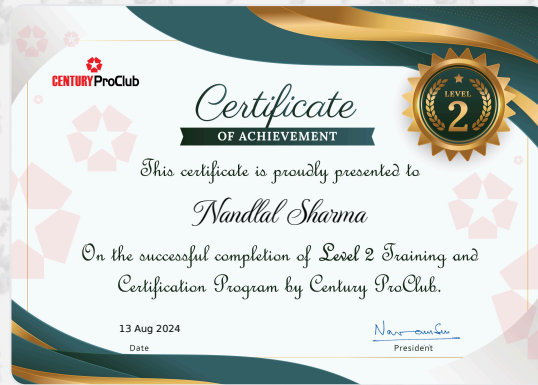 CENTURY ProClub
Certificate
OF ACHIEVEMENT
LEVEL
2
This certificate is proudly presented to
Nandlal Sharma
On the successful completion of Level 2 Training and
Certification Program by Century ProClub.
13 Aug 2024
Date
President